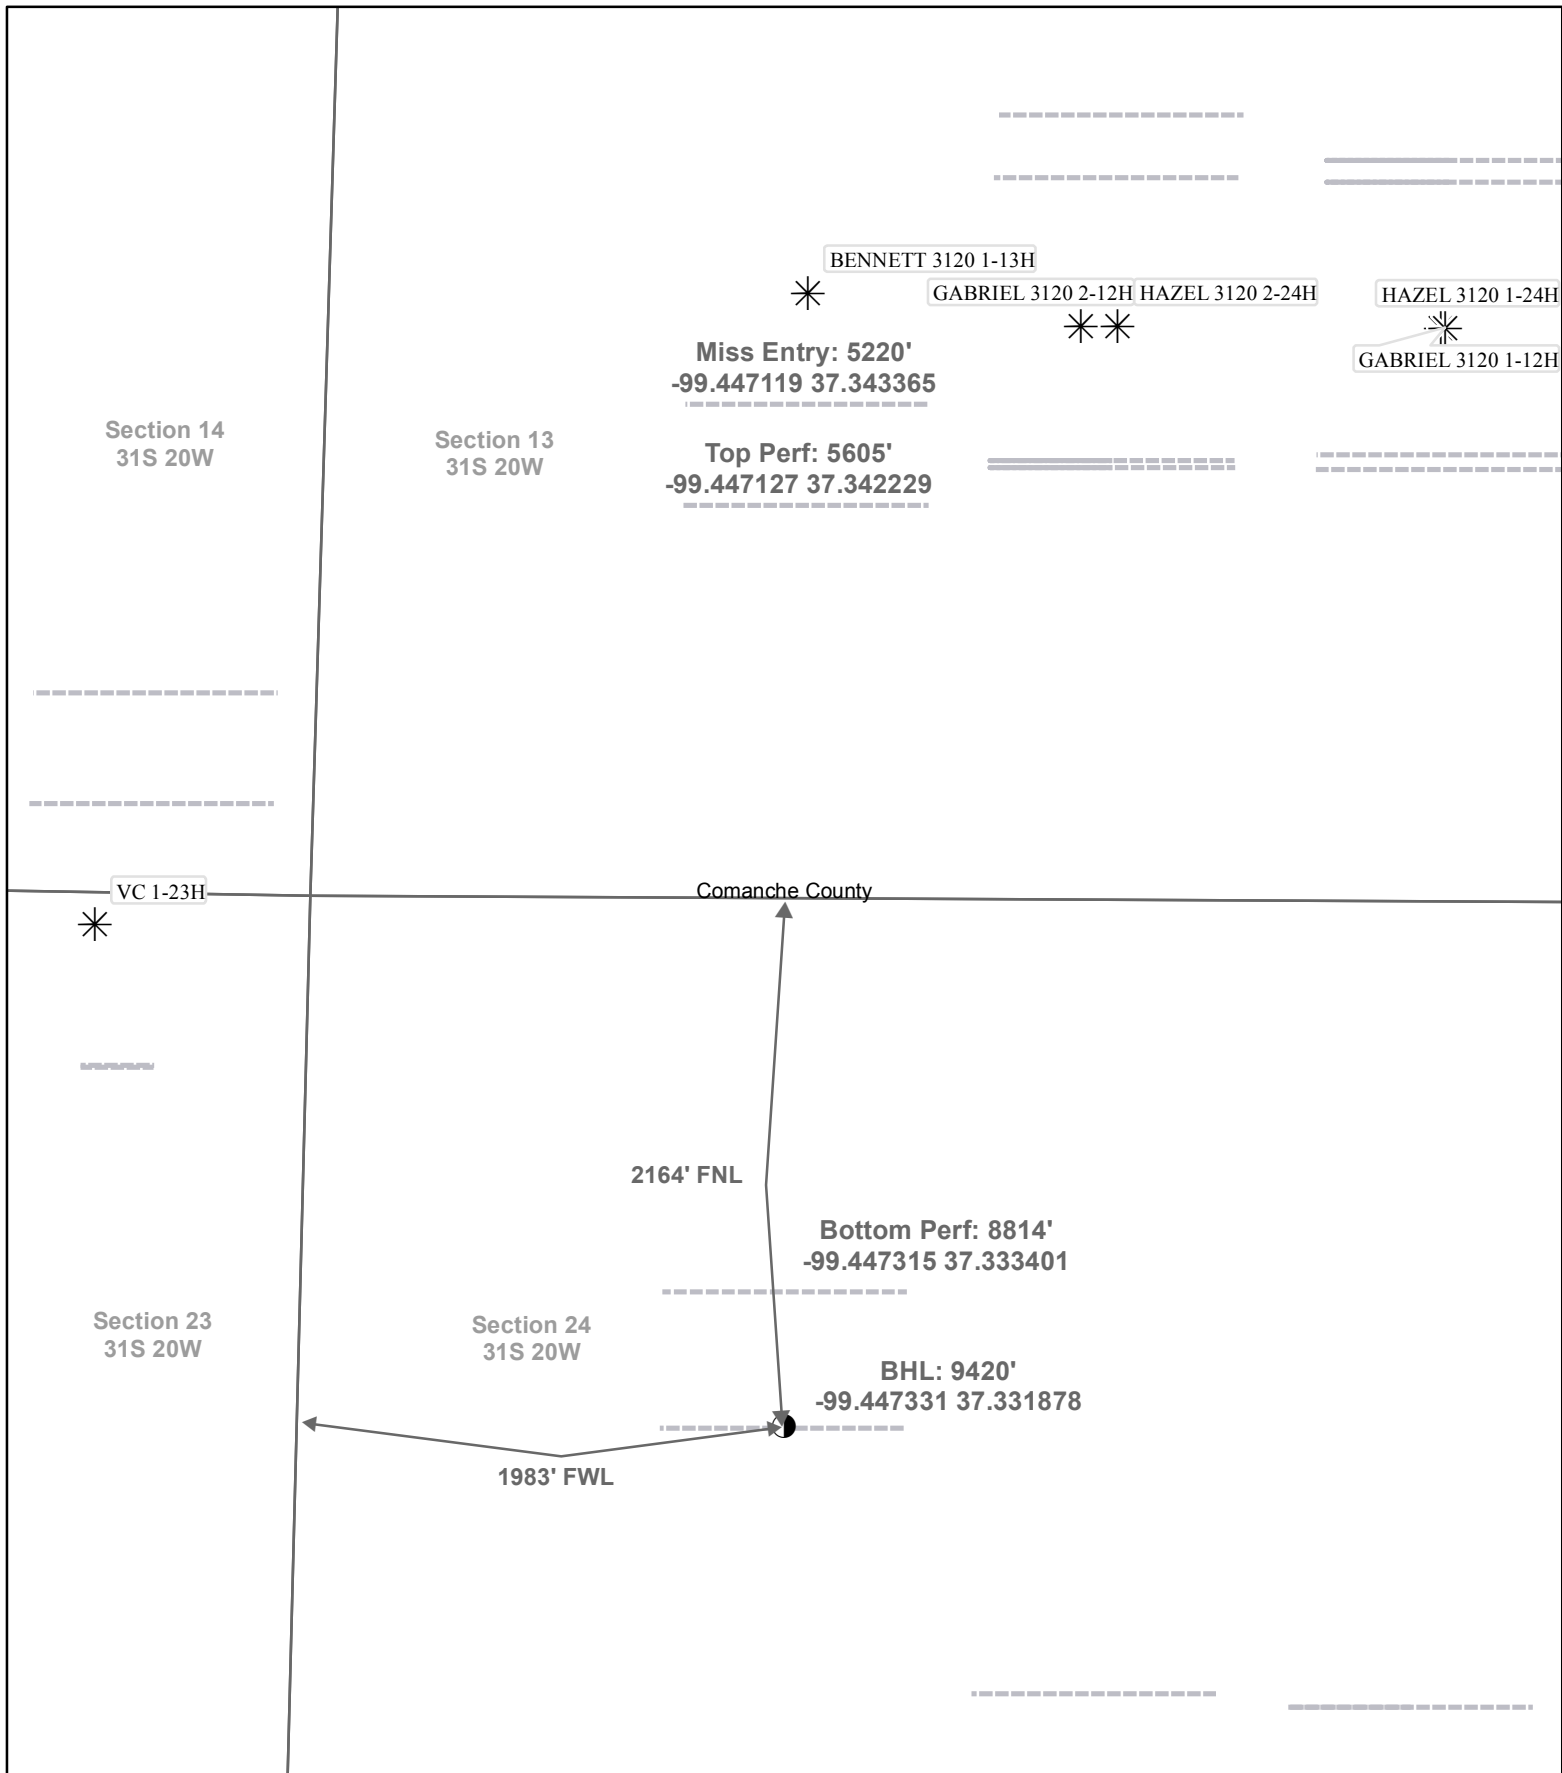 BENNETT 3120 1-13H
GABRIEL 3120 2-12H
HAZEL 3120 2-24H
HAZEL 3120 1-24H
GABRIEL 3120 1-12H
Miss Entry: 5220'
-99.447119 37.343365
Section 14
31S 20W
Section 13
31S 20W
Top Perf: 5605'
-99.447127 37.342229
VC 1-23H
Comanche County
2164' FNL
Bottom Perf: 8814'
-99.447315 37.333401
Section 23
31S 20W
Section 24
31S 20W
BHL: 9420'
-99.447331 37.331878
1983' FWL